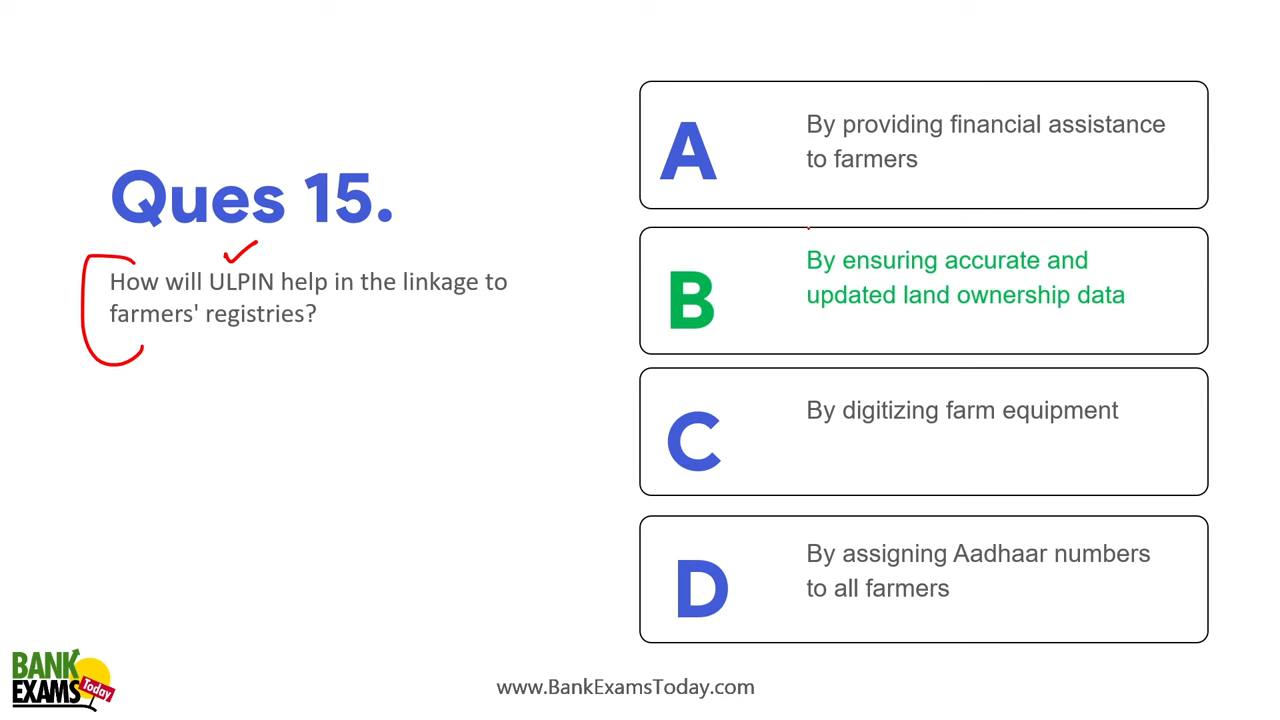 Ques 15.
How will ULPIN help in the linkage to
farmers' registries?
A
By providing financial assistance
to farmers
B
By ensuring accurate and
updated land ownership data
C
By digitizing farm equipment
D
By assigning Aadhaar numbers
to all farmers
BANK
EXAMS
Today
www.BankExamsToday.com